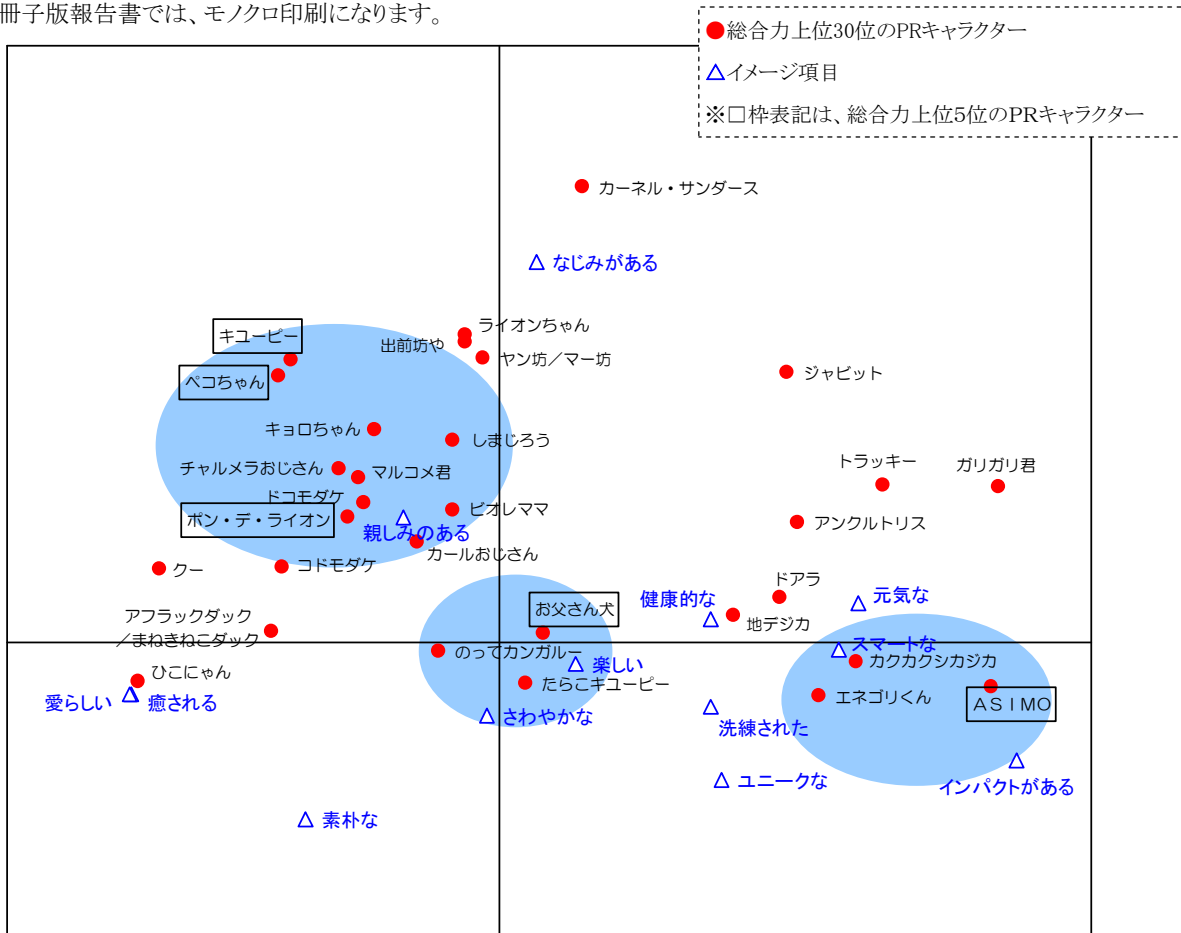 冊子版報告書では、モノクロ印刷になります。
●総合力上位30位のPRキャラクター
△イメージ項目
※□枠表記は、総合力上位5位のPRキャラクター
カーネル・サンダース
なじみがある
ライオンちゃん
キユーピー
出前坊や
ヤン坊／マー坊
ペコちゃん
ジャビット
キョロちゃん
しまじろう
チャルメラおじさん
マルコメ君
トラッキー
ガリガリ君
ドコモダケ
ポン・デ・ライオン
ビオレママ
アンクルトリス
親しみのある
カールおじさん
クー
コドモダケ
ドアラ
健康的な
元気な
アフラックダック
／まねきねこダック
お父さん犬
地デジカ
のってカンガルー
スマートな
楽しい
カクカクシカジカ
ひこにゃん
たらこキユーピー
愛らしい
癒される
エネゴリくん
ASIMO
さわやかな
洗練された
ユニークな
インパクトがある
素朴な